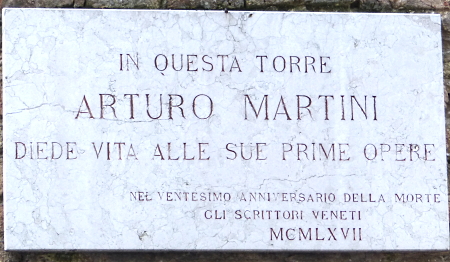 IN QUESTA TORRE
ARTURO MARTINI
DIEDE VITA ALLE SUE PRIME OPERE
NEL VENTESIMO ANNIVERSARIO DELLA MORTE
GLI SCRITTORI VENETI
MCMLXVII